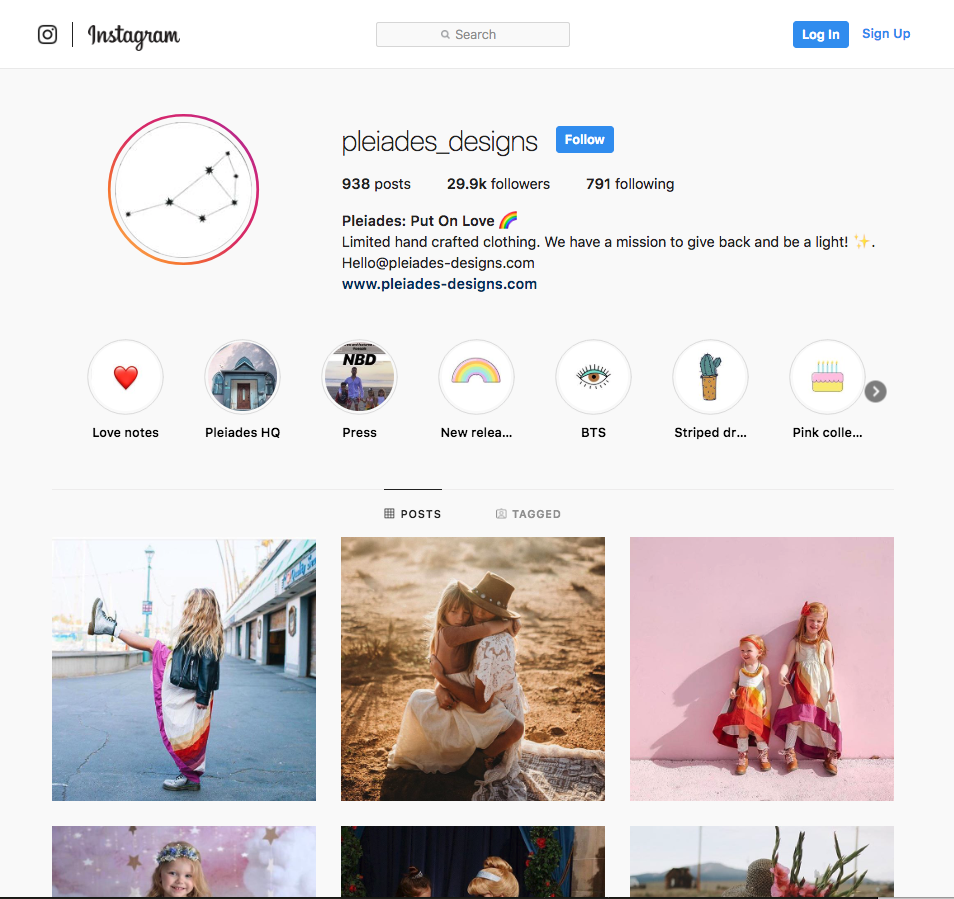 Instagram
Search
Log In
Sign Up
pleiades_designs
Follow
938 posts 29.9k followers 791 following
Pleiades: Put On Love 🌈
Limited hand crafted clothing. We have a mission to give back and be a light! ✨.
Hello@pleiades-designs.com
www.pleiades-designs.com
NBD
Love notes
Pleiades HQ
Press
New relea...
BTS
Striped dr...
Pink colle...
POSTS
TAGGED